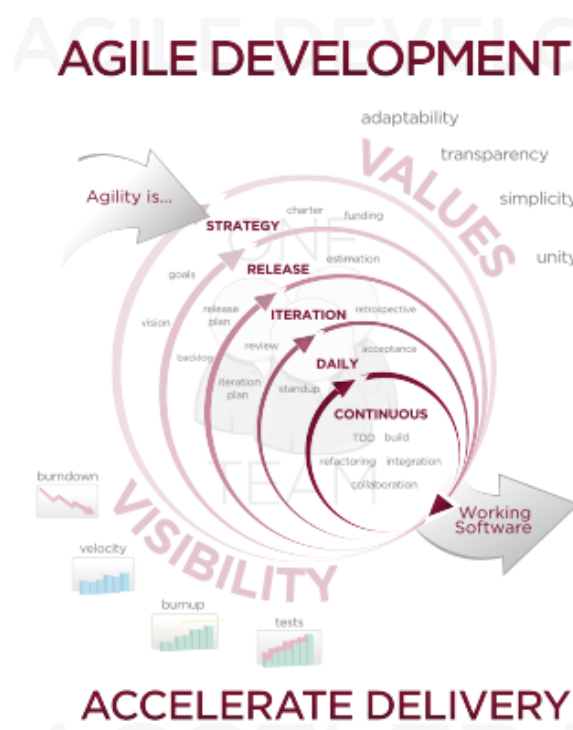 AGILE DEVELOPMENT
adaptability
VALUES
transparency
Agility is...
simplicity
charter
funding
STRATEGY
ONE
unity
estimation
RELEASE
goals
release
plan
retrospective
ITERATION
vision
review
acceptance
backlog
DAILY
iteration
plan
standup
CONTINUOUS
TDD build
refactoring integration
TEAM
collaboration
burndown
Working
Software
VISIBILITY
velocity
burnup
tests
ACCELERATE DELIVERY